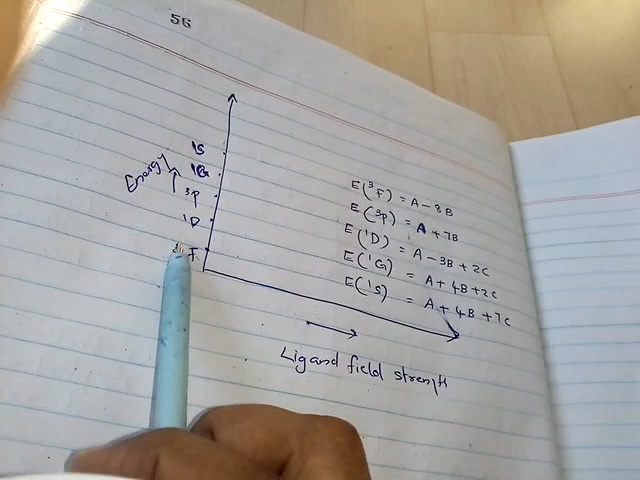 56
1S
1G
Energy
3P
1D
F
E(3F) = A - 8B
E(3P) = A + 7B
E(1D) = A - 3B + 2C
E(1G) = A + 4B + 2C
E(1S) = A + 4B + 7C
Ligand field strength